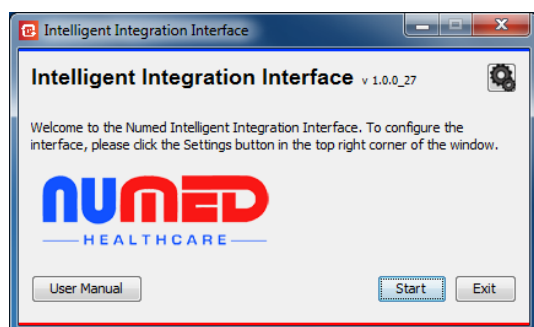 Intelligent Integration Interface
Intelligent Integration Interface v 1.0.0_27
Welcome to the Numed Intelligent Integration Interface. To configure the
interface, please click the Settings button in the top right corner of the window.
NUMED
HEALTHCARE
User Manual Start Exit